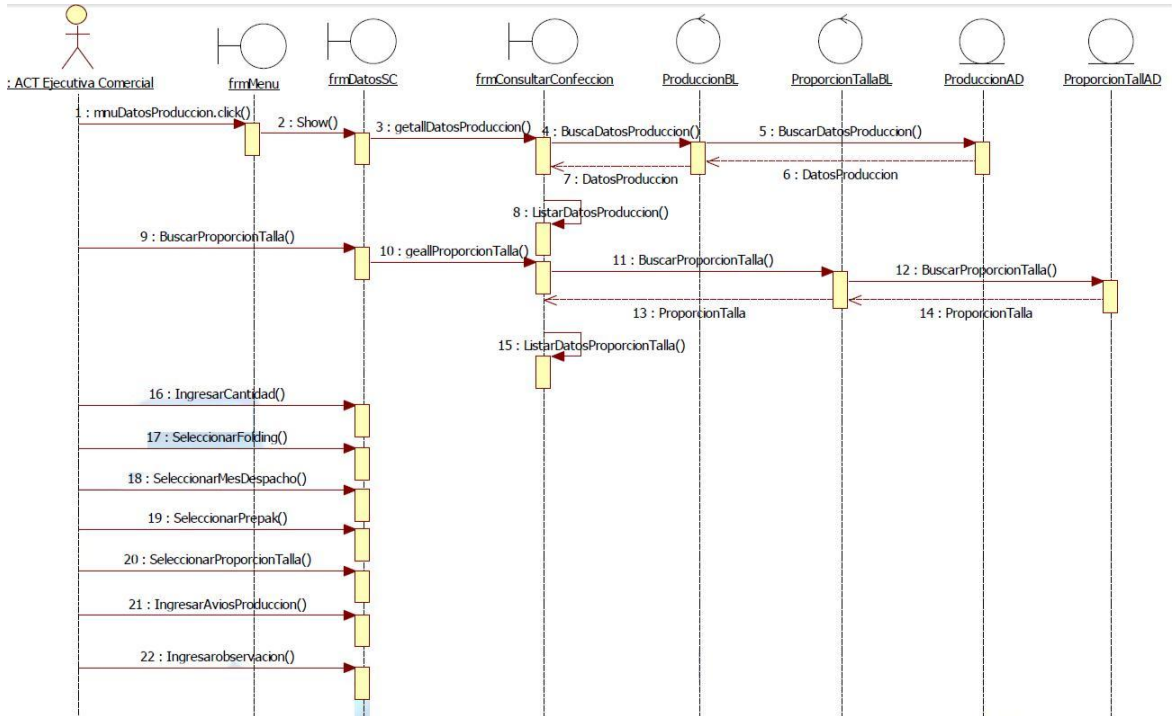 : ACT Ejecutiva Comercial
frmMenu
frmDatosSC
frmConsultarConfeccion
ProduccionBL
ProporcionTallaBL
ProduccionAD
ProporcionTallAD
1 : mnuDatosProduccion.click()
2 : Show()
3 : getallDatosProduccion()
4 : BuscaDatosProduccion()
5 : BuscarDatosProduccion()
6 : DatosProduccion
7 : DatosProduccion
8 : ListarDatosProduccion()
9 : BuscarProporcionTalla()
10 : geallProporcionTalla()
11 : BuscarProporcionTalla()
12 : BuscarProporcionTalla()
13 : ProporcionTalla
14 : ProporcionTalla
15 : ListarDatosProporcionTalla()
16 : IngresarCantidad()
17 : SeleccionarFolding()
18 : SeleccionarMesDespacho()
19 : SeleccionarPrepak()
20 : SeleccionarProporcionTalla()
21 : IngresarAviosProduccion()
22 : Ingresarobservacion()